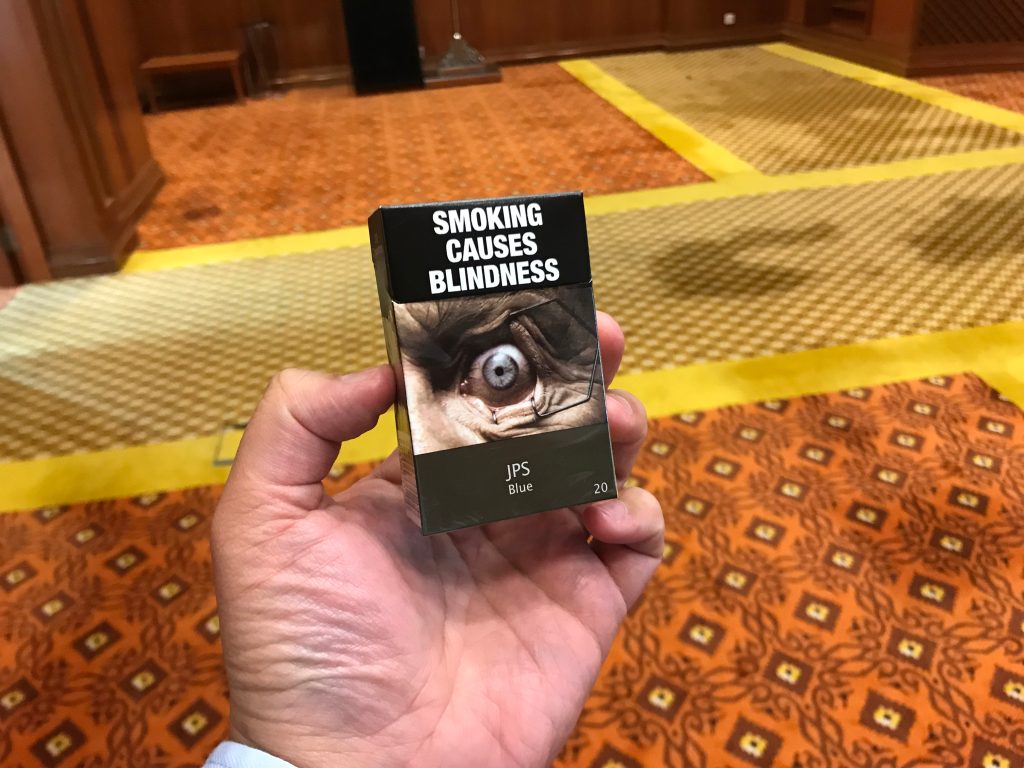 SMOKING
CAUSES
BLINDNESS
JPS
Blue
20